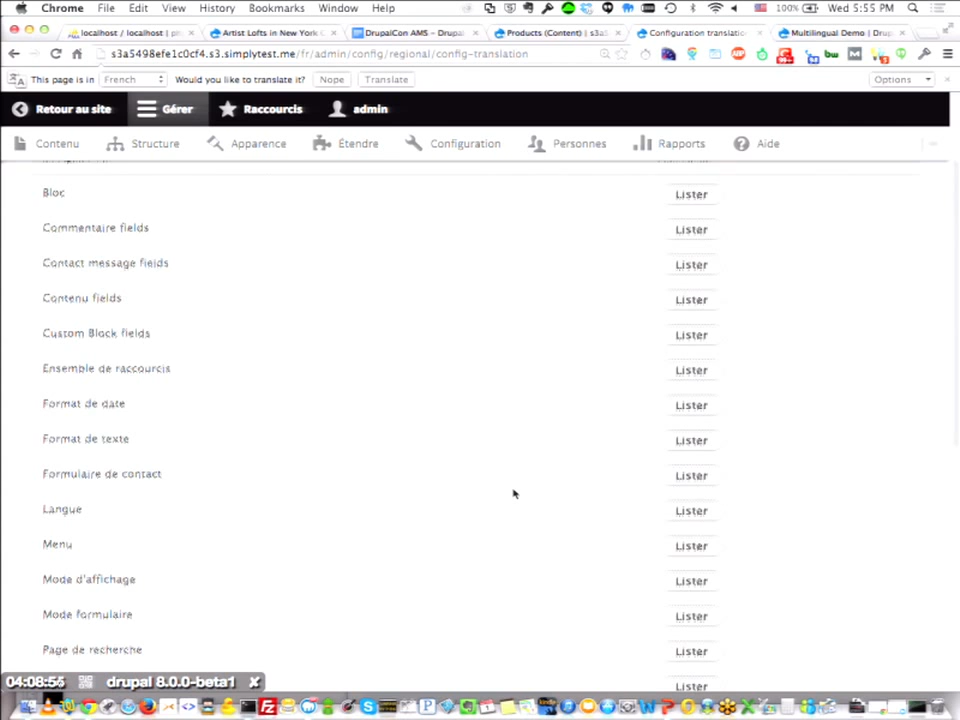 Chrome File Edit View History Bookmarks Window Help 100% Wed 5:55 PM
localhost / localhost | Artist Lofts in New York DrupalCon AMS – Drupal Products (Content) | s3a5 Configuration translation Multilingual Demo | Drup
s3a5498efe1c0cf4.s3.simplytest.me/fr/admin/config/regional/config-translation
This page is in French Would you like to translate it? Nope Translate Options
Retour au site Gérer Raccourcis admin
Contenu Structure Apparence Étendre Configuration Personnes Rapports Aide
Bloc Lister
Commentaire fields Lister
Contact message fields Lister
Contenu fields Lister
Custom Block fields Lister
Ensemble de raccourcis Lister
Format de date Lister
Format de texte Lister
Formulaire de contact Lister
Langue Lister
Menu Lister
Mode d'affichage Lister
Mode formulaire Lister
Page de recherche Lister
04:08:56 drupal 8.0.0-beta1
Lister